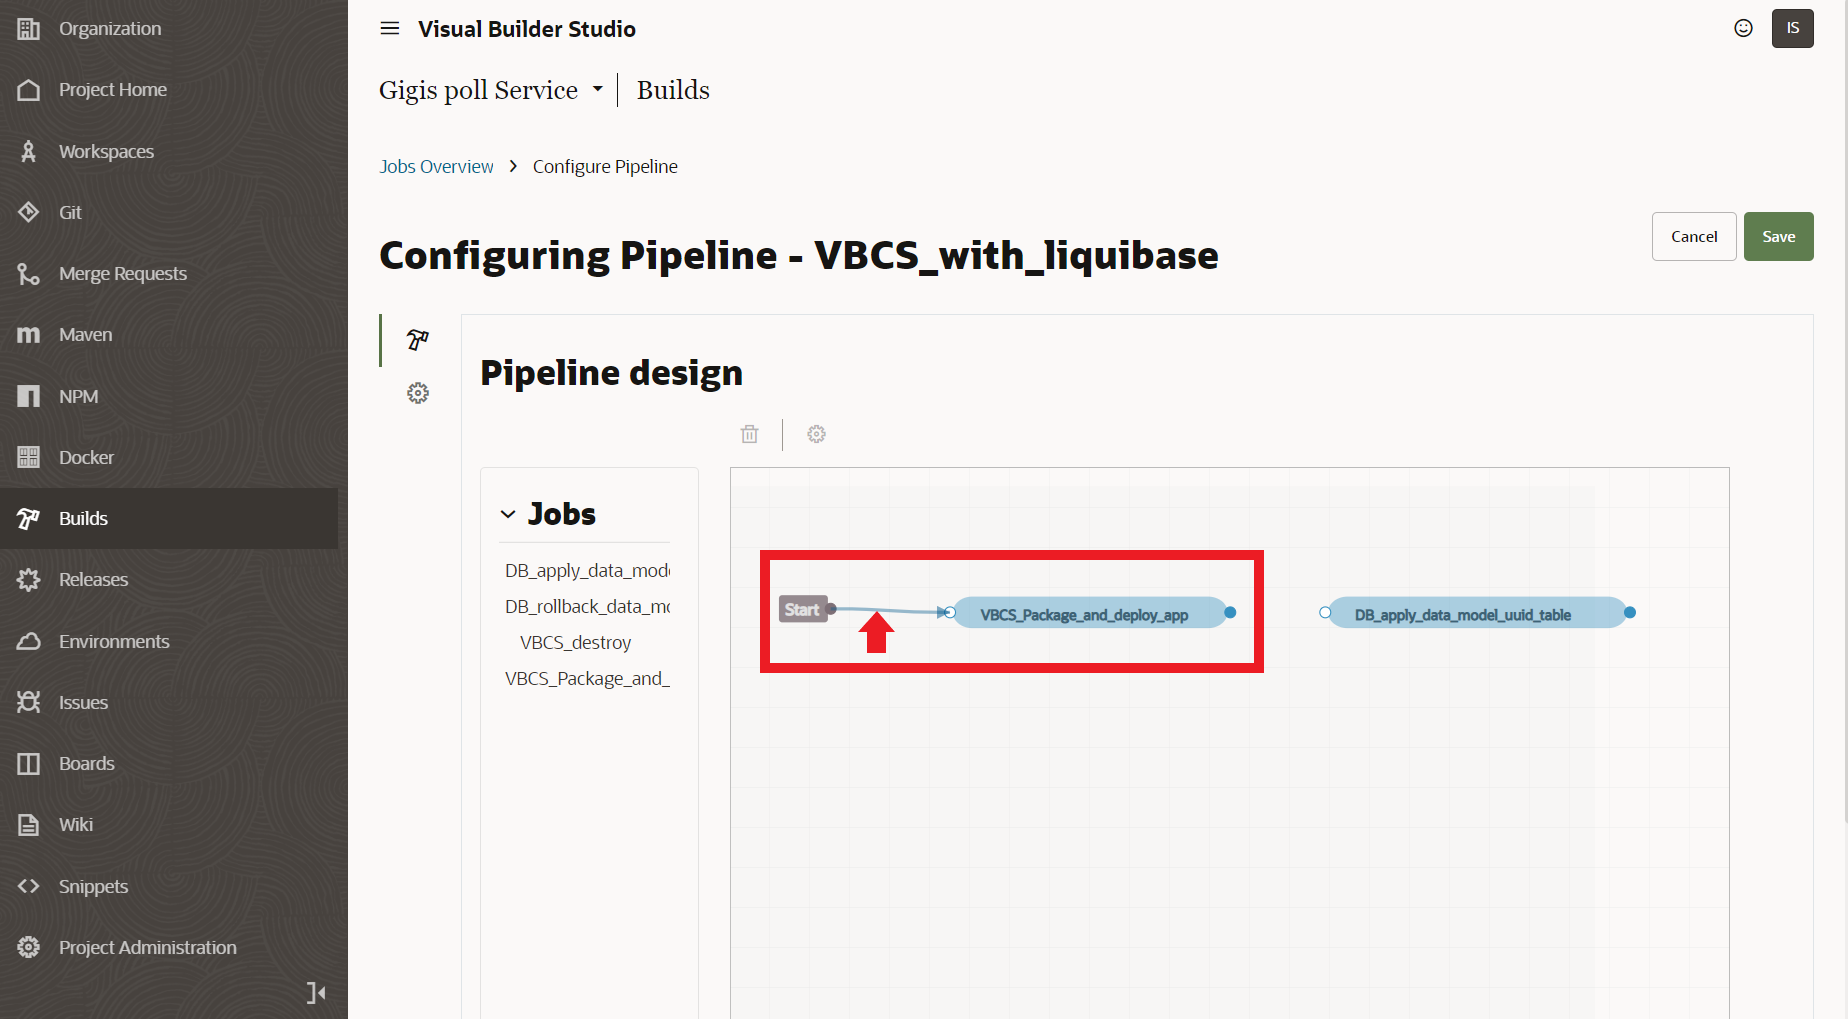 Organization
Project Home
Workspaces
Git
Merge Requests
Maven
NPM
Docker
Builds
Releases
Environments
Issues
Boards
Wiki
Snippets
Project Administration
Visual Builder Studio
IS
Gigis poll Service
Builds
Jobs Overview
Configure Pipeline
Configuring Pipeline - VBCS_with_liquibase
Cancel
Save
Pipeline design
Jobs
DB_apply_data_mode
DB_rollback_data_mo
VBCS_destroy
VBCS_Package_and_
Start
VBCS_Package_and_deploy_app
DB_apply_data_model_uuid_table